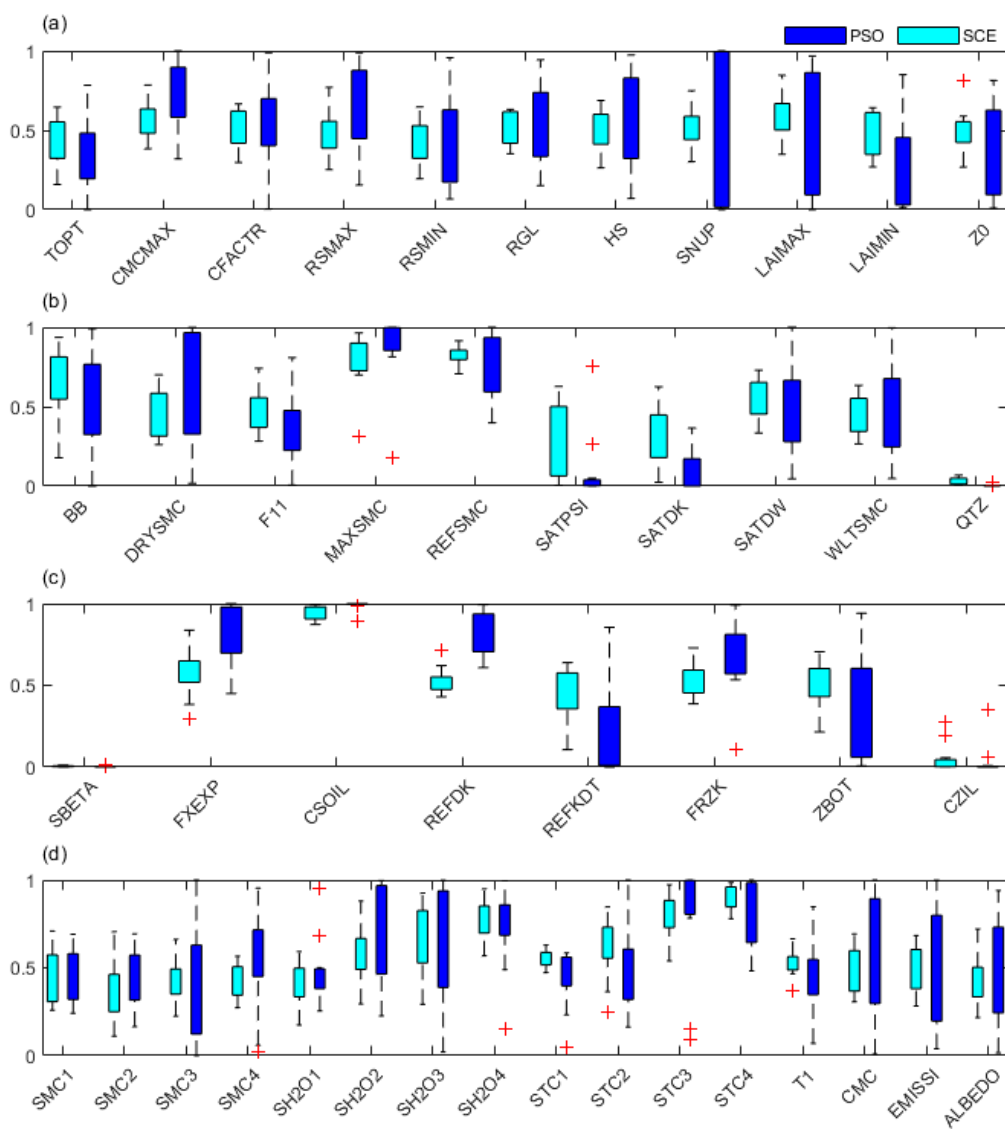 (a)
PSO SCE
1
0.5
0
TOPT CMCMAX CFACTR RSMAX RSMIN RGL HS SNUP LAIMAX LAIMIN Z0
(b)
1
0.5
0
BB DRYSMC F11 MAXSMC REFSMC SATPSI SATDK SATDW WLTSMC QTZ
(c)
1
0.5
0
SBETA FXEXP CSOIL REFDK REFKDT FRZK ZBOT CZIL
(d)
1
0.5
0
SMC1 SMC2 SMC3 SMC4 SH2O1 SH2O2 SH2O3 SH2O4 STC1 STC2 STC3 STC4 T1 CMC EMISSI ALBEDO